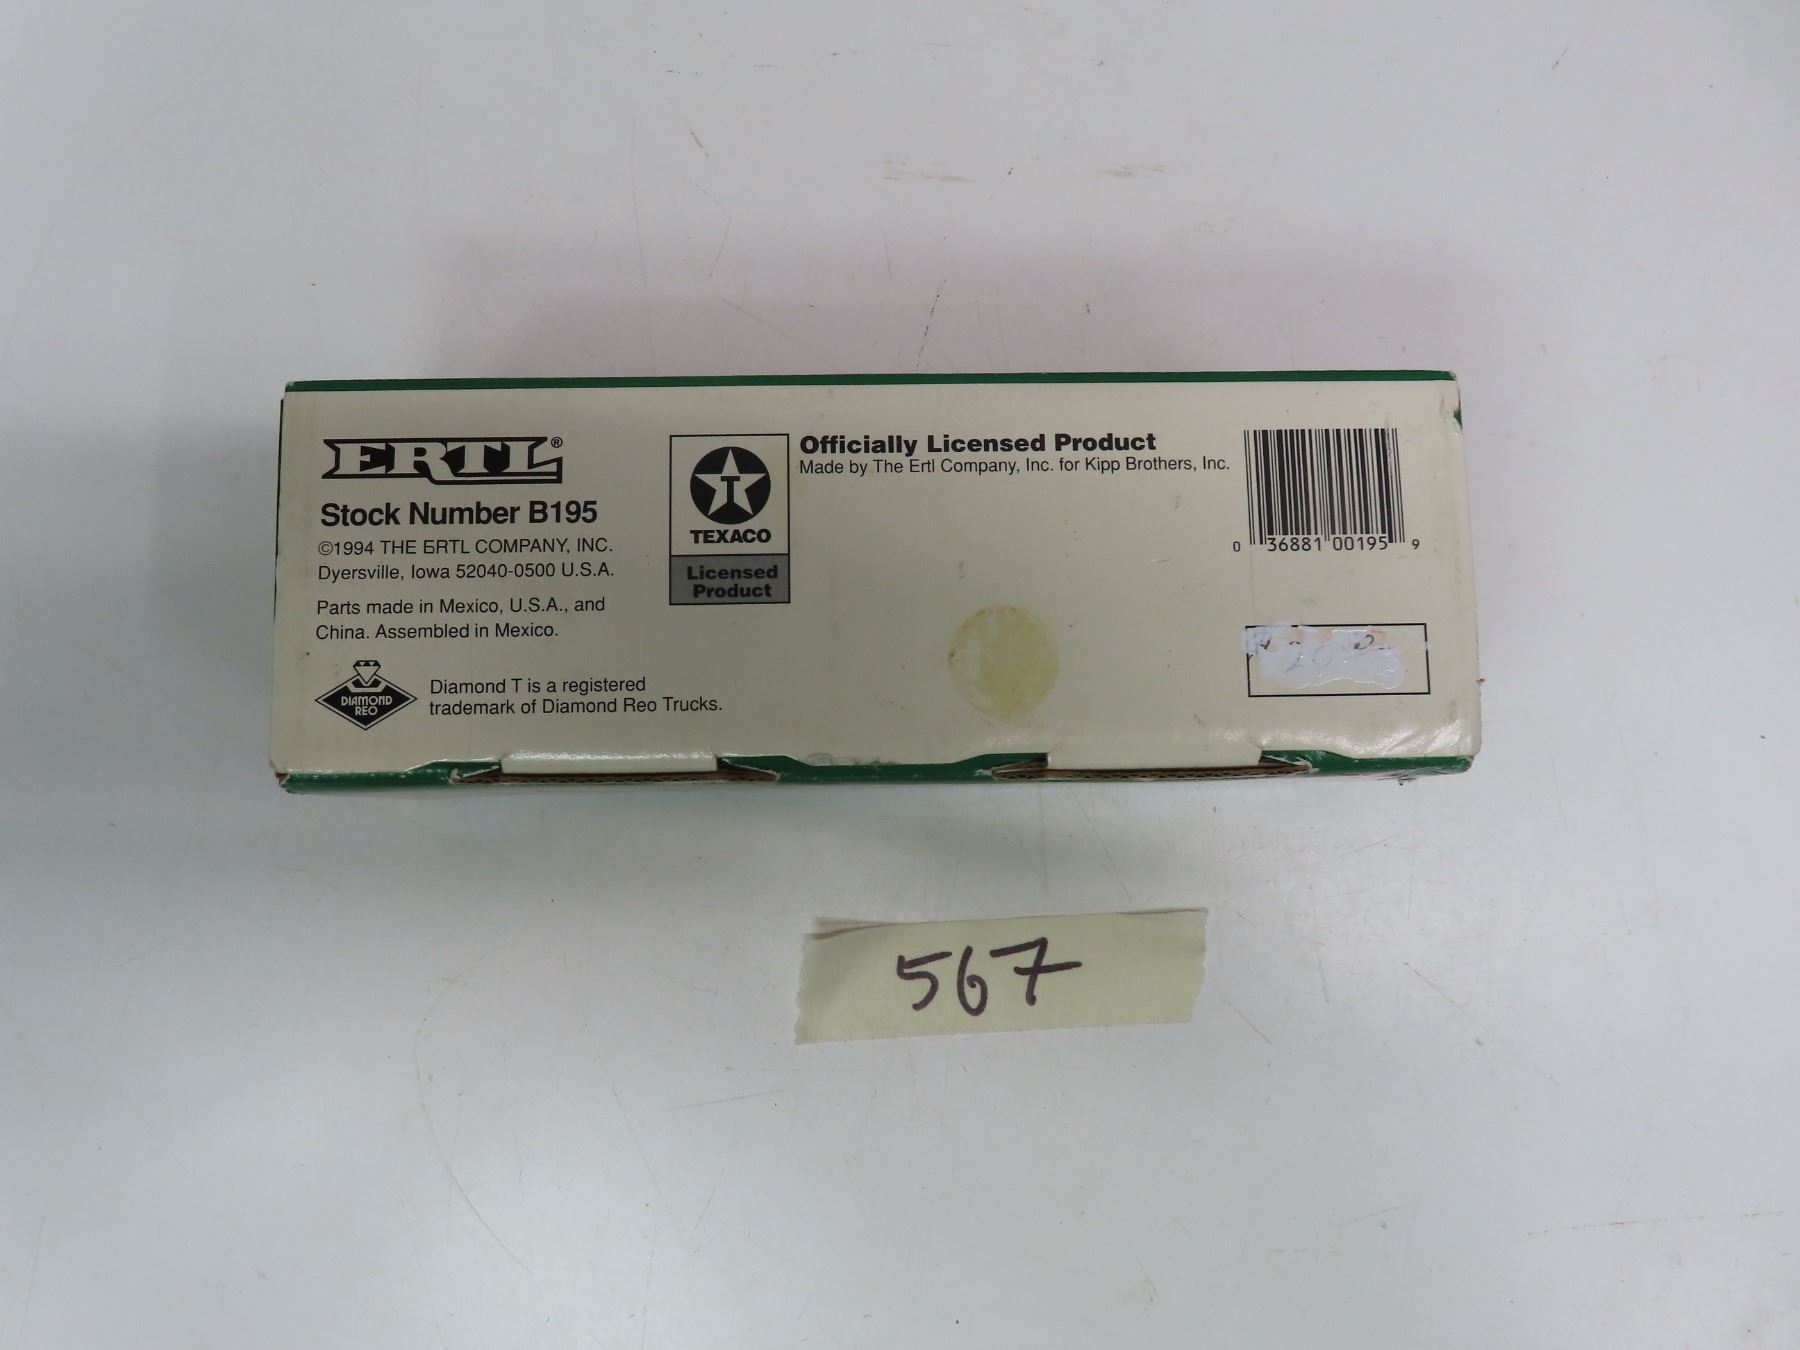 ERTL®
Stock Number B195
©1994 THE ERTL COMPANY, INC.
Dyersville, Iowa 52040-0500 U.S.A.
Parts made in Mexico, U.S.A., and
China. Assembled in Mexico.
DIAMOND
REO
Diamond T is a registered
trademark of Diamond Reo Trucks.
T
TEXACO
Licensed
Product
Officially Licensed Product
Made by The Ertl Company, Inc. for Kipp Brothers, Inc.
0 36881 00195 9
20
567